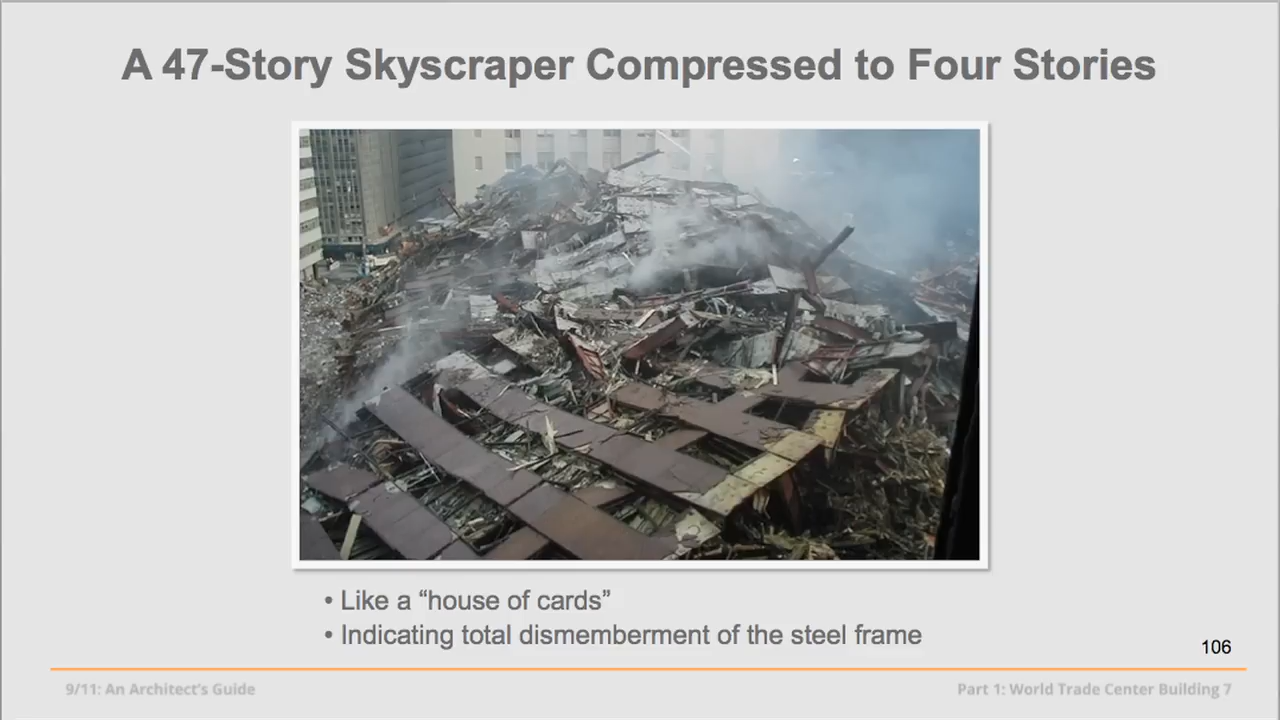 A 47-Story Skyscraper Compressed to Four Stories
• Like a “house of cards”
• Indicating total dismemberment of the steel frame
106
9/11: An Architect's Guide
Part 1: World Trade Center Building 7